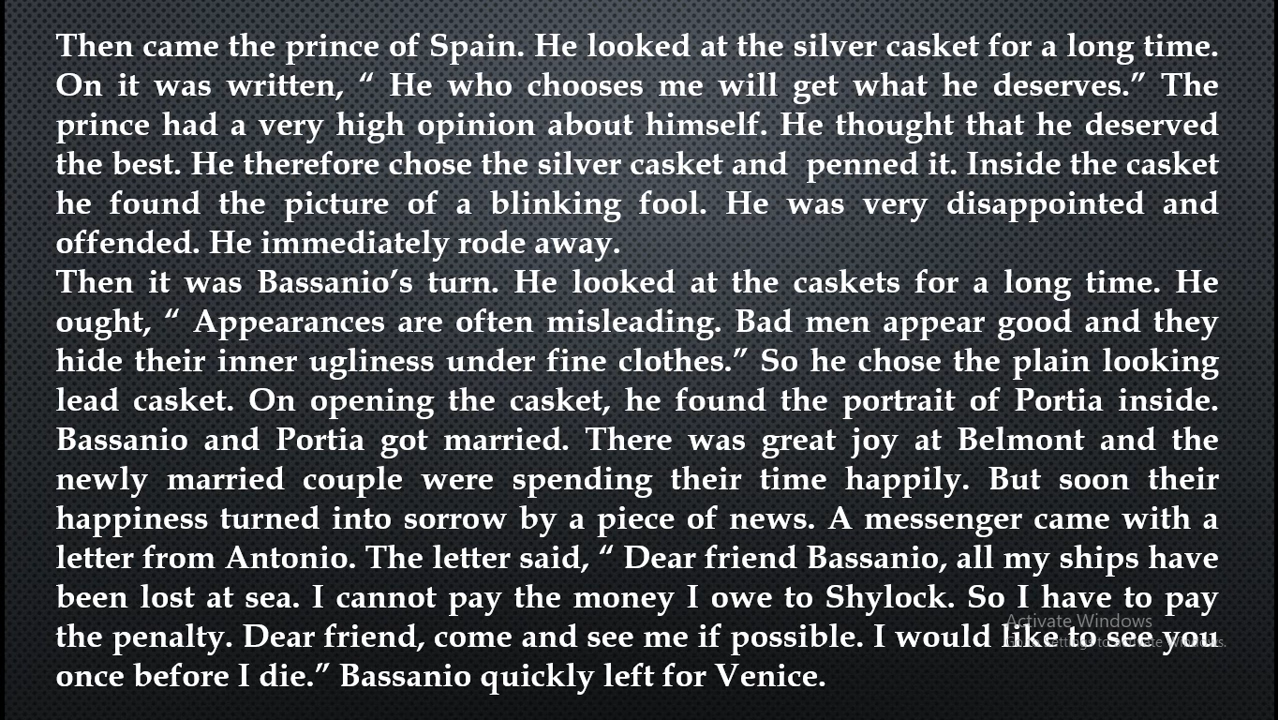 Then came the prince of Spain. He looked at the silver casket for a long time.
On it was written, “ He who chooses me will get what he deserves.” The
prince had a very high opinion about himself. He thought that he deserved
the best. He therefore chose the silver casket and penned it. Inside the casket
he found the picture of a blinking fool. He was very disappointed and
offended. He immediately rode away.
Then it was Bassanio’s turn. He looked at the caskets for a long time. He
ought, “ Appearances are often misleading. Bad men appear good and they
hide their inner ugliness under fine clothes.” So he chose the plain looking
lead casket. On opening the casket, he found the portrait of Portia inside.
Bassanio and Portia got married. There was great joy at Belmont and the
newly married couple were spending their time happily. But soon their
happiness turned into sorrow by a piece of news. A messenger came with a
letter from Antonio. The letter said, “ Dear friend Bassanio, all my ships have
been lost at sea. I cannot pay the money I owe to Shylock. So I have to pay
the penalty. Dear friend, come and see me if possible. I would like to see you
once before I die.” Bassanio quickly left for Venice.
Activate Windows